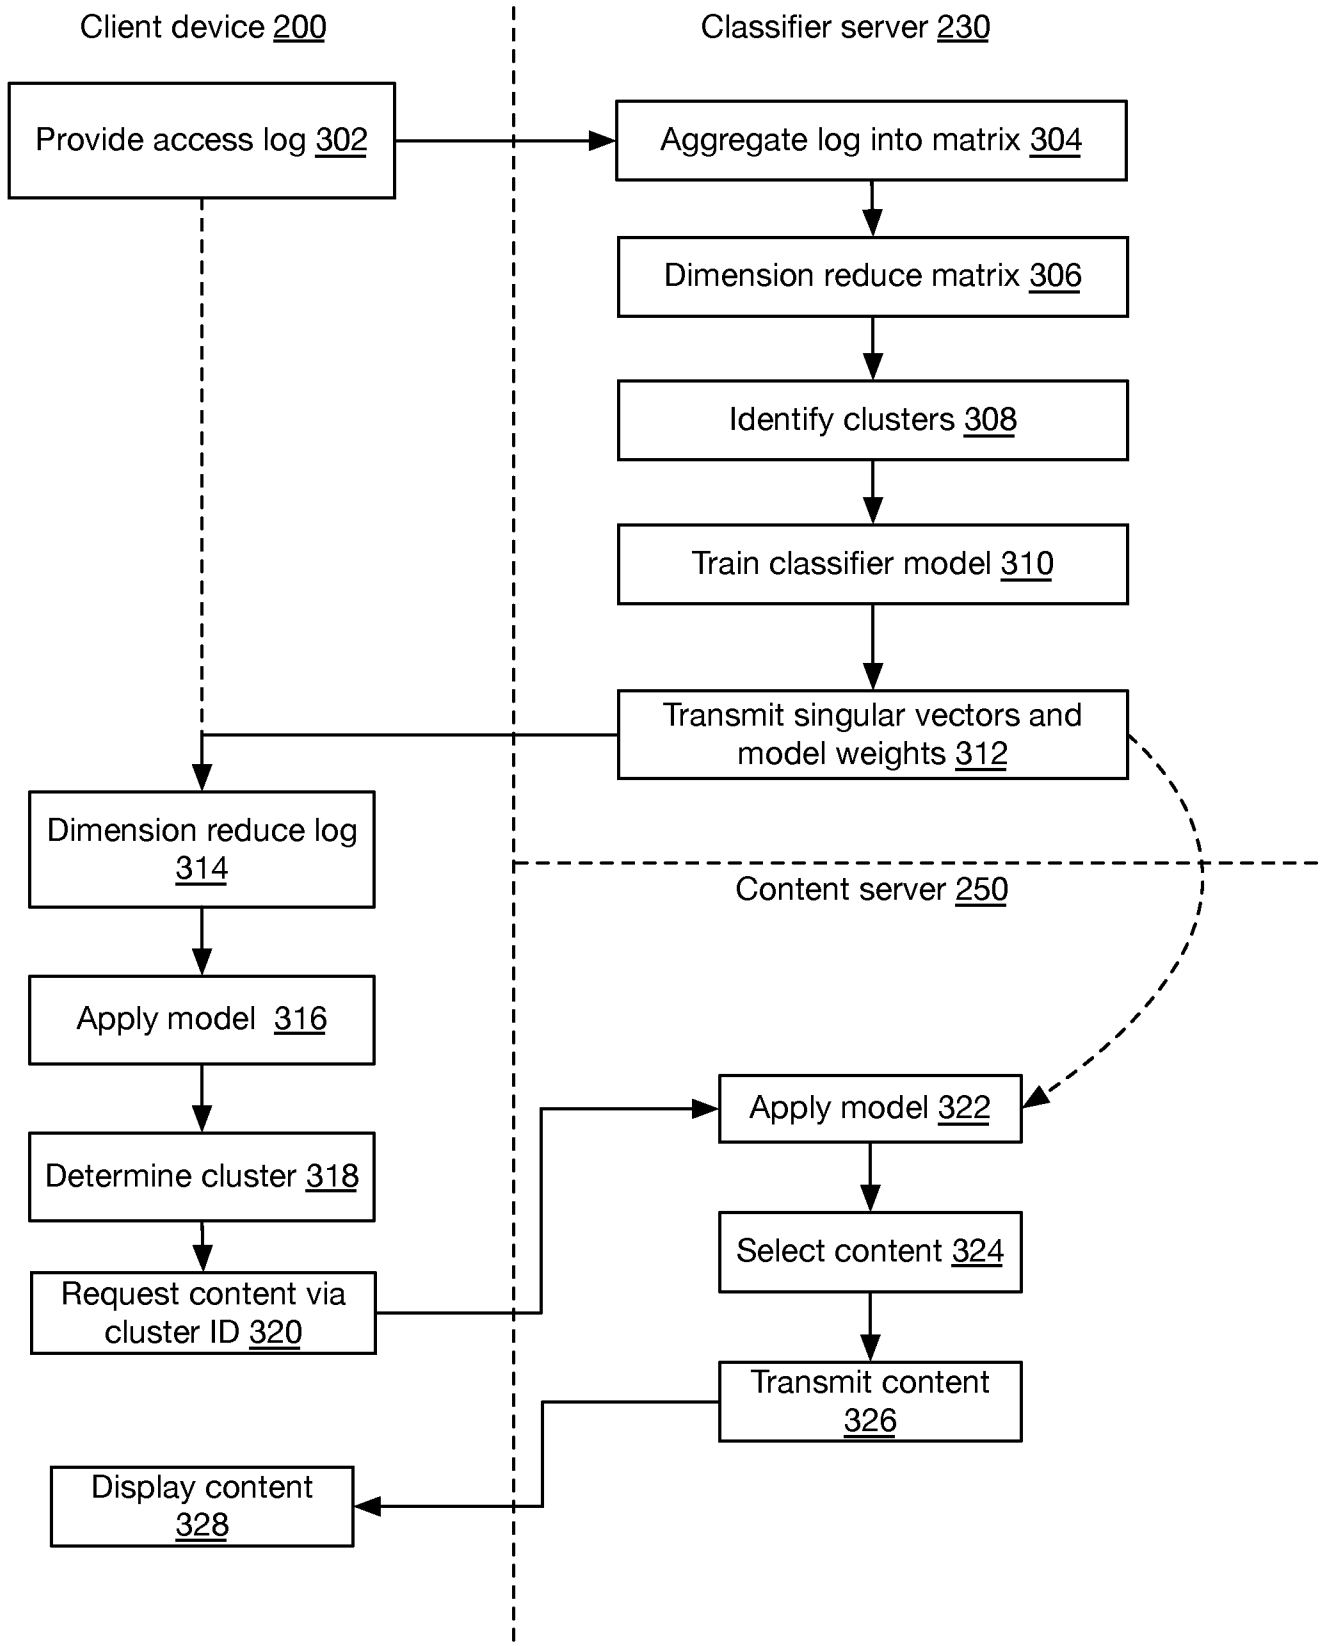 Client device 200
Classifier server 230
Provide access log 302
Aggregate log into matrix 304
Dimension reduce matrix 306
Identify clusters 308
Train classifier model 310
Transmit singular vectors and
model weights 312
Dimension reduce log
314
Content server 250
Apply model 316
Apply model 322
Determine cluster 318
Select content 324
Request content via
cluster ID 320
Transmit content
326
Display content
328